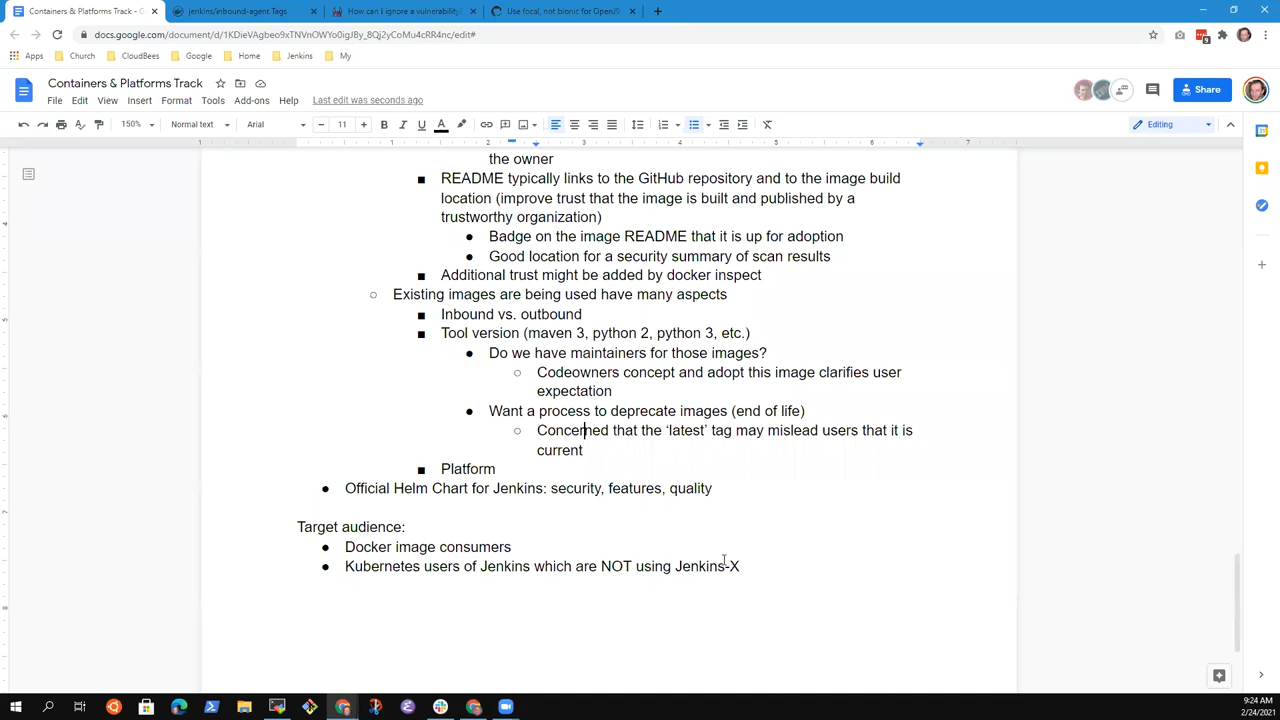 Containers & Platforms Track - G
jenkins/inbound-agent Tags
How can i ignore a vulnerability?
Use focal, not bionic for OpenJD
docs.google.com/document/d/1KDieVAgbeo9xTNVnOWYo0igJBy_8Qj2yCoMu4cRR4nc/edit#
Apps Church CloudBees Google Home Jenkins My
Containers & Platforms Track
File Edit View Insert Format Tools Add-ons Help Last edit was seconds ago
Share
150% Normal text Arial 11 Editing
1 1 2 3 4 5 6 7
the owner
■ README typically links to the GitHub repository and to the image build
location (improve trust that the image is built and published by a
trustworthy organization)
● Badge on the image README that it is up for adoption
● Good location for a security summary of scan results
■ Additional trust might be added by docker inspect
○ Existing images are being used have many aspects
■ Inbound vs. outbound
■ Tool version (maven 3, python 2, python 3, etc.)
● Do we have maintainers for those images?
○ Codeowners concept and adopt this image clarifies user
expectation
● Want a process to deprecate images (end of life)
○ Concerned that the ‘latest’ tag may mislead users that it is
current
■ Platform
● Official Helm Chart for Jenkins: security, features, quality
Target audience:
● Docker image consumers
● Kubernetes users of Jenkins which are NOT using Jenkins-X
9:24 AM
2/24/2021